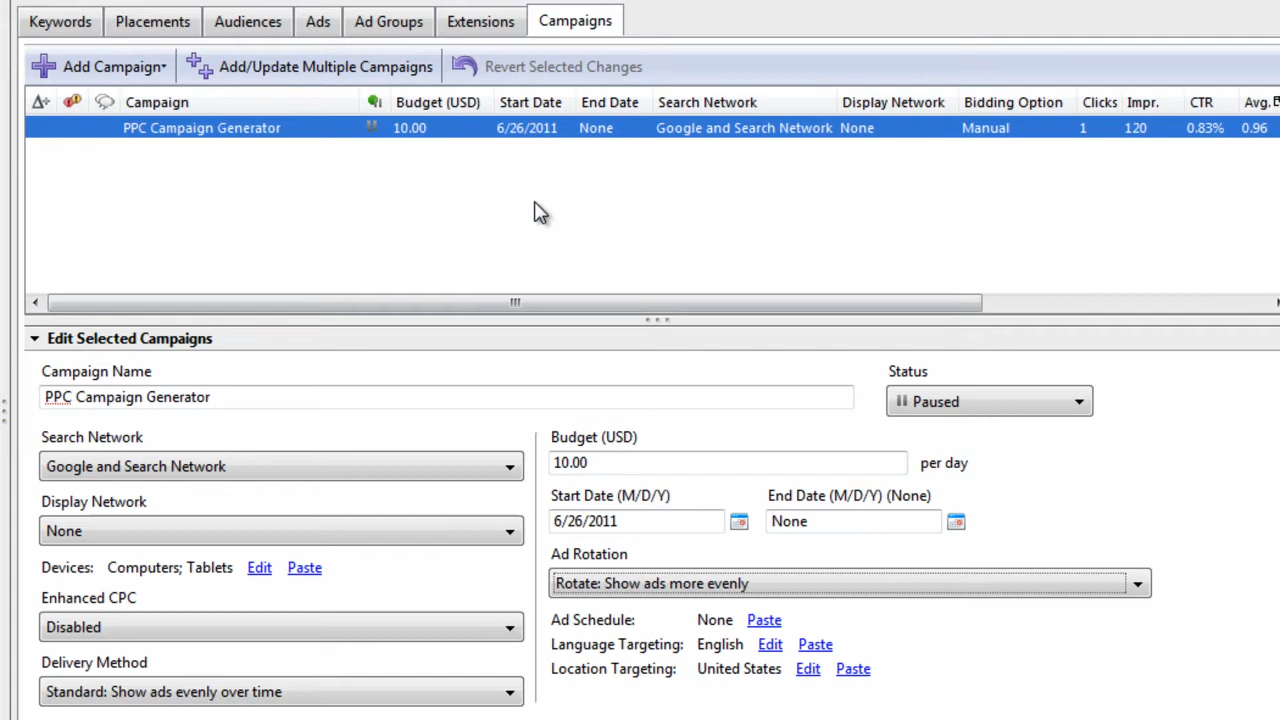 Keywords Placements Audiences Ads Ad Groups Extensions Campaigns
Add Campaign Add/Update Multiple Campaigns Revert Selected Changes
Campaign Budget (USD) Start Date End Date Search Network Display Network Bidding Option Clicks Impr. CTR Avg.
PPC Campaign Generator 10.00 6/26/2011 None Google and Search Network None Manual 1 120 0.83% 0.96
Edit Selected Campaigns
Campaign Name
PPC Campaign Generator
Status
Paused
Search Network
Google and Search Network
Display Network
None
Devices: Computers; Tablets Edit Paste
Enhanced CPC
Disabled
Delivery Method
Standard: Show ads evenly over time
Budget (USD)
10.00 per day
Start Date (M/D/Y) End Date (M/D/Y) (None)
6/26/2011 None
Ad Rotation
Rotate: Show ads more evenly
Ad Schedule: None Paste
Language Targeting: English Edit Paste
Location Targeting: United States Edit Paste